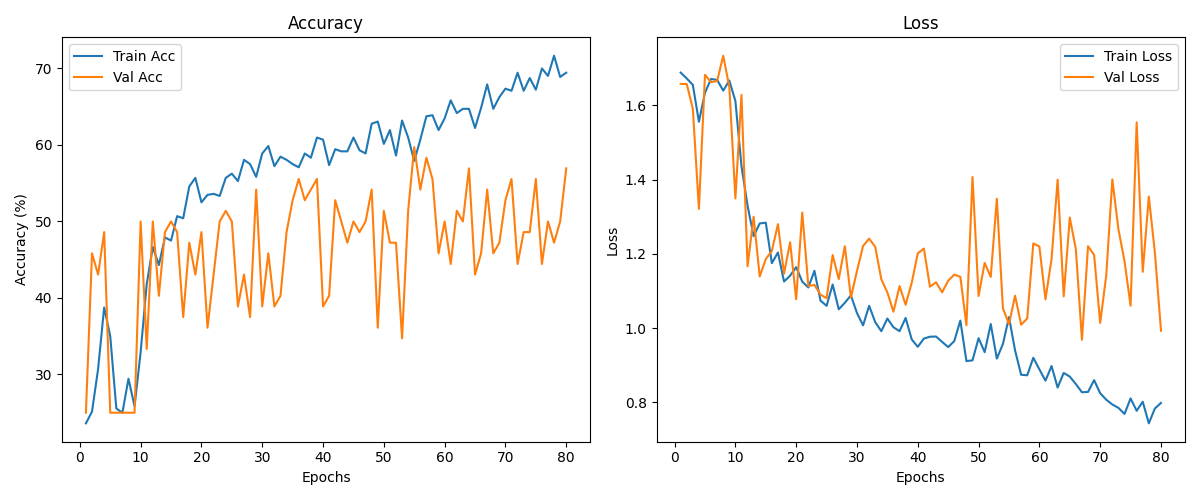 Accuracy
Train Acc
Val Acc
Accuracy (%)
70
60
50
40
30
0 10 20 30 40 50 60 70 80
Epochs
Loss
Train Loss
Val Loss
Loss
1.6
1.4
1.2
1.0
0.8
0 10 20 30 40 50 60 70 80
Epochs